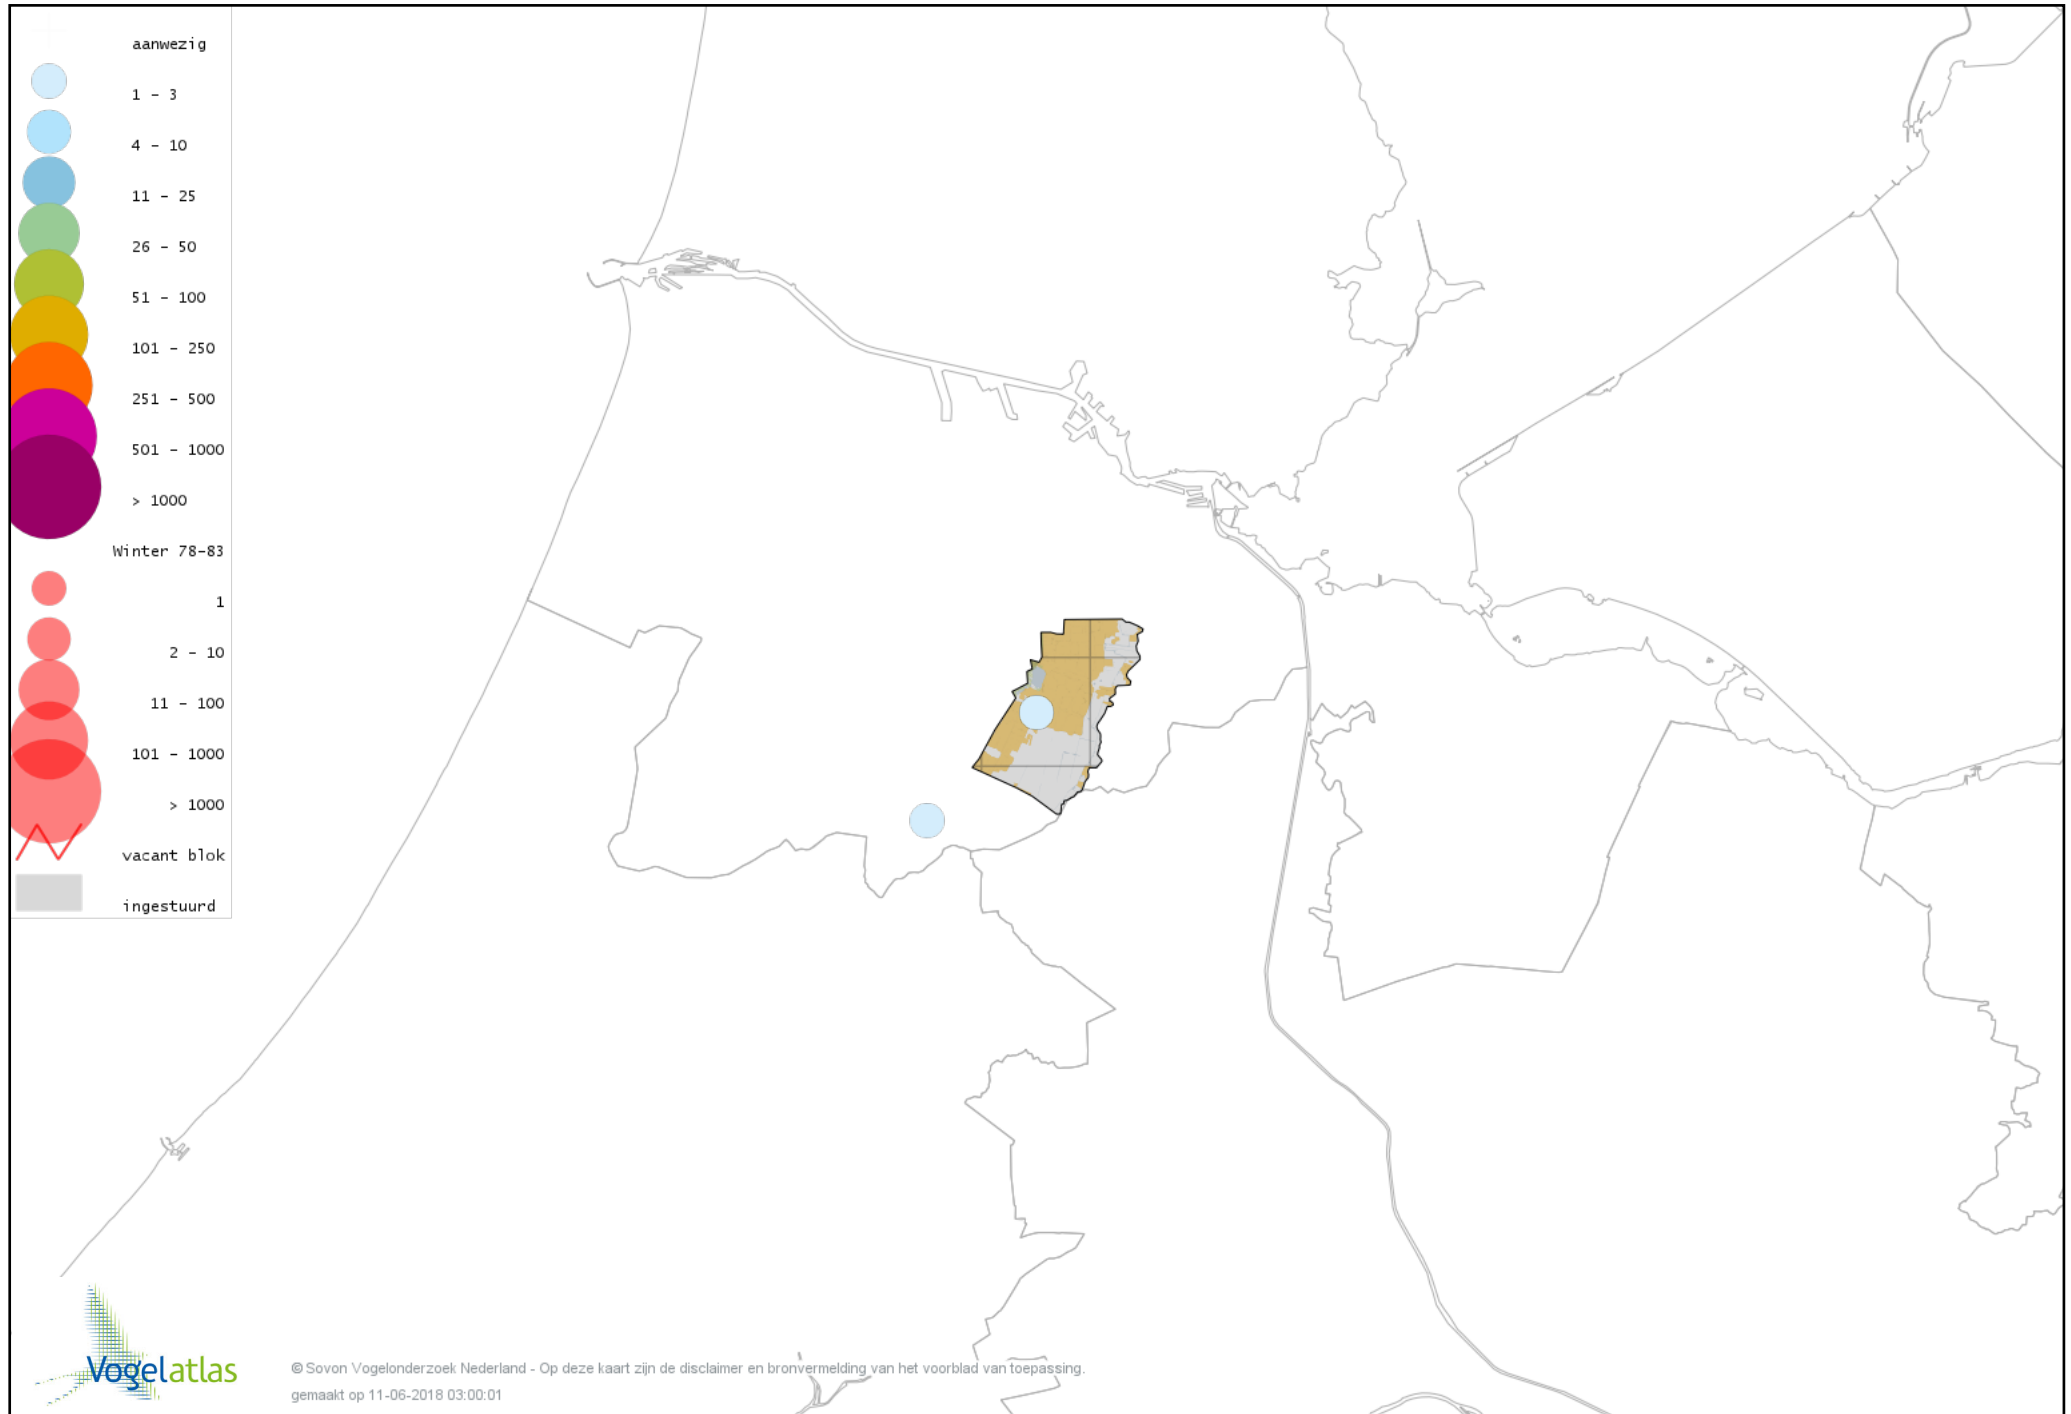 aanwezig
1 - 3
4 - 10
11 - 25
26 - 50
51 - 100
101 - 250
251 - 500
501 - 1000
> 1000
Winter 78-83
1
2 - 10
11 - 100
101 - 1000
> 1000
vacant blok
ingestuurd
Vogelatlas
© Sovon Vogelonderzoek Nederland - Op deze kaart zijn de disclaimer en bronvermelding van het voorblad van toepassing.
gemaakt op 11-06-2018 03:00:01